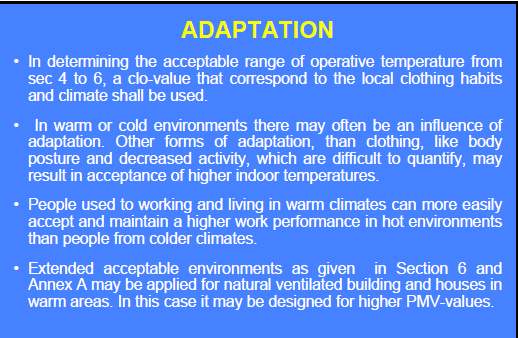 ADAPTATION
• In determining the acceptable range of operative temperature from
sec 4 to 6, a clo-value that correspond to the local clothing habits
and climate shall be used.
• In warm or cold environments there may often be an influence of
adaptation. Other forms of adaptation, than clothing, like body
posture and decreased activity, which are difficult to quantify, may
result in acceptance of higher indoor temperatures.
• People used to working and living in warm climates can more easily
accept and maintain a higher work performance in hot environments
than people from colder climates.
• Extended acceptable environments as given in Section 6 and
Annex A may be applied for natural ventilated building and houses in
warm areas. In this case it may be designed for higher PMV-values.